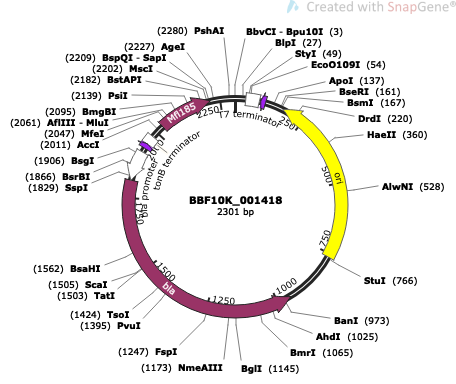 Created with SnapGene®
(2280) PshAI
(2227) AgeI
(2209) BspQI - SapI
(2202) MscI
(2182) BstAPI
(2139) PsiI
(2095) BmgBI
(2061) AflIII - MluI
(2047) MfeI
(2011) AccI
(1906) BsgI
(1866) BsrBI
(1829) SspI
(1562) BsaHI
(1505) ScaI
(1503) TatI
(1424) TsoI
(1395) PvuI
(1247) FspI
(1173) NmeAIII
BglI (1145)
BmrI (1065)
AhdI (1025)
BanI (973)
StuI (766)
AlwNI (528)
HaeII (360)
DrdI (220)
BsmI (167)
BseRI (161)
ApoI (137)
EcoO109I (54)
StyI (49)
BlpI (27)
BbvCI - Bpu10I (3)
Mfl185
T7 terminator
tonB terminator
bla promoter
ori
bla
250
500
750
1000
1250
1500
1750
2000
2250
BBF10K_001418
2301 bp